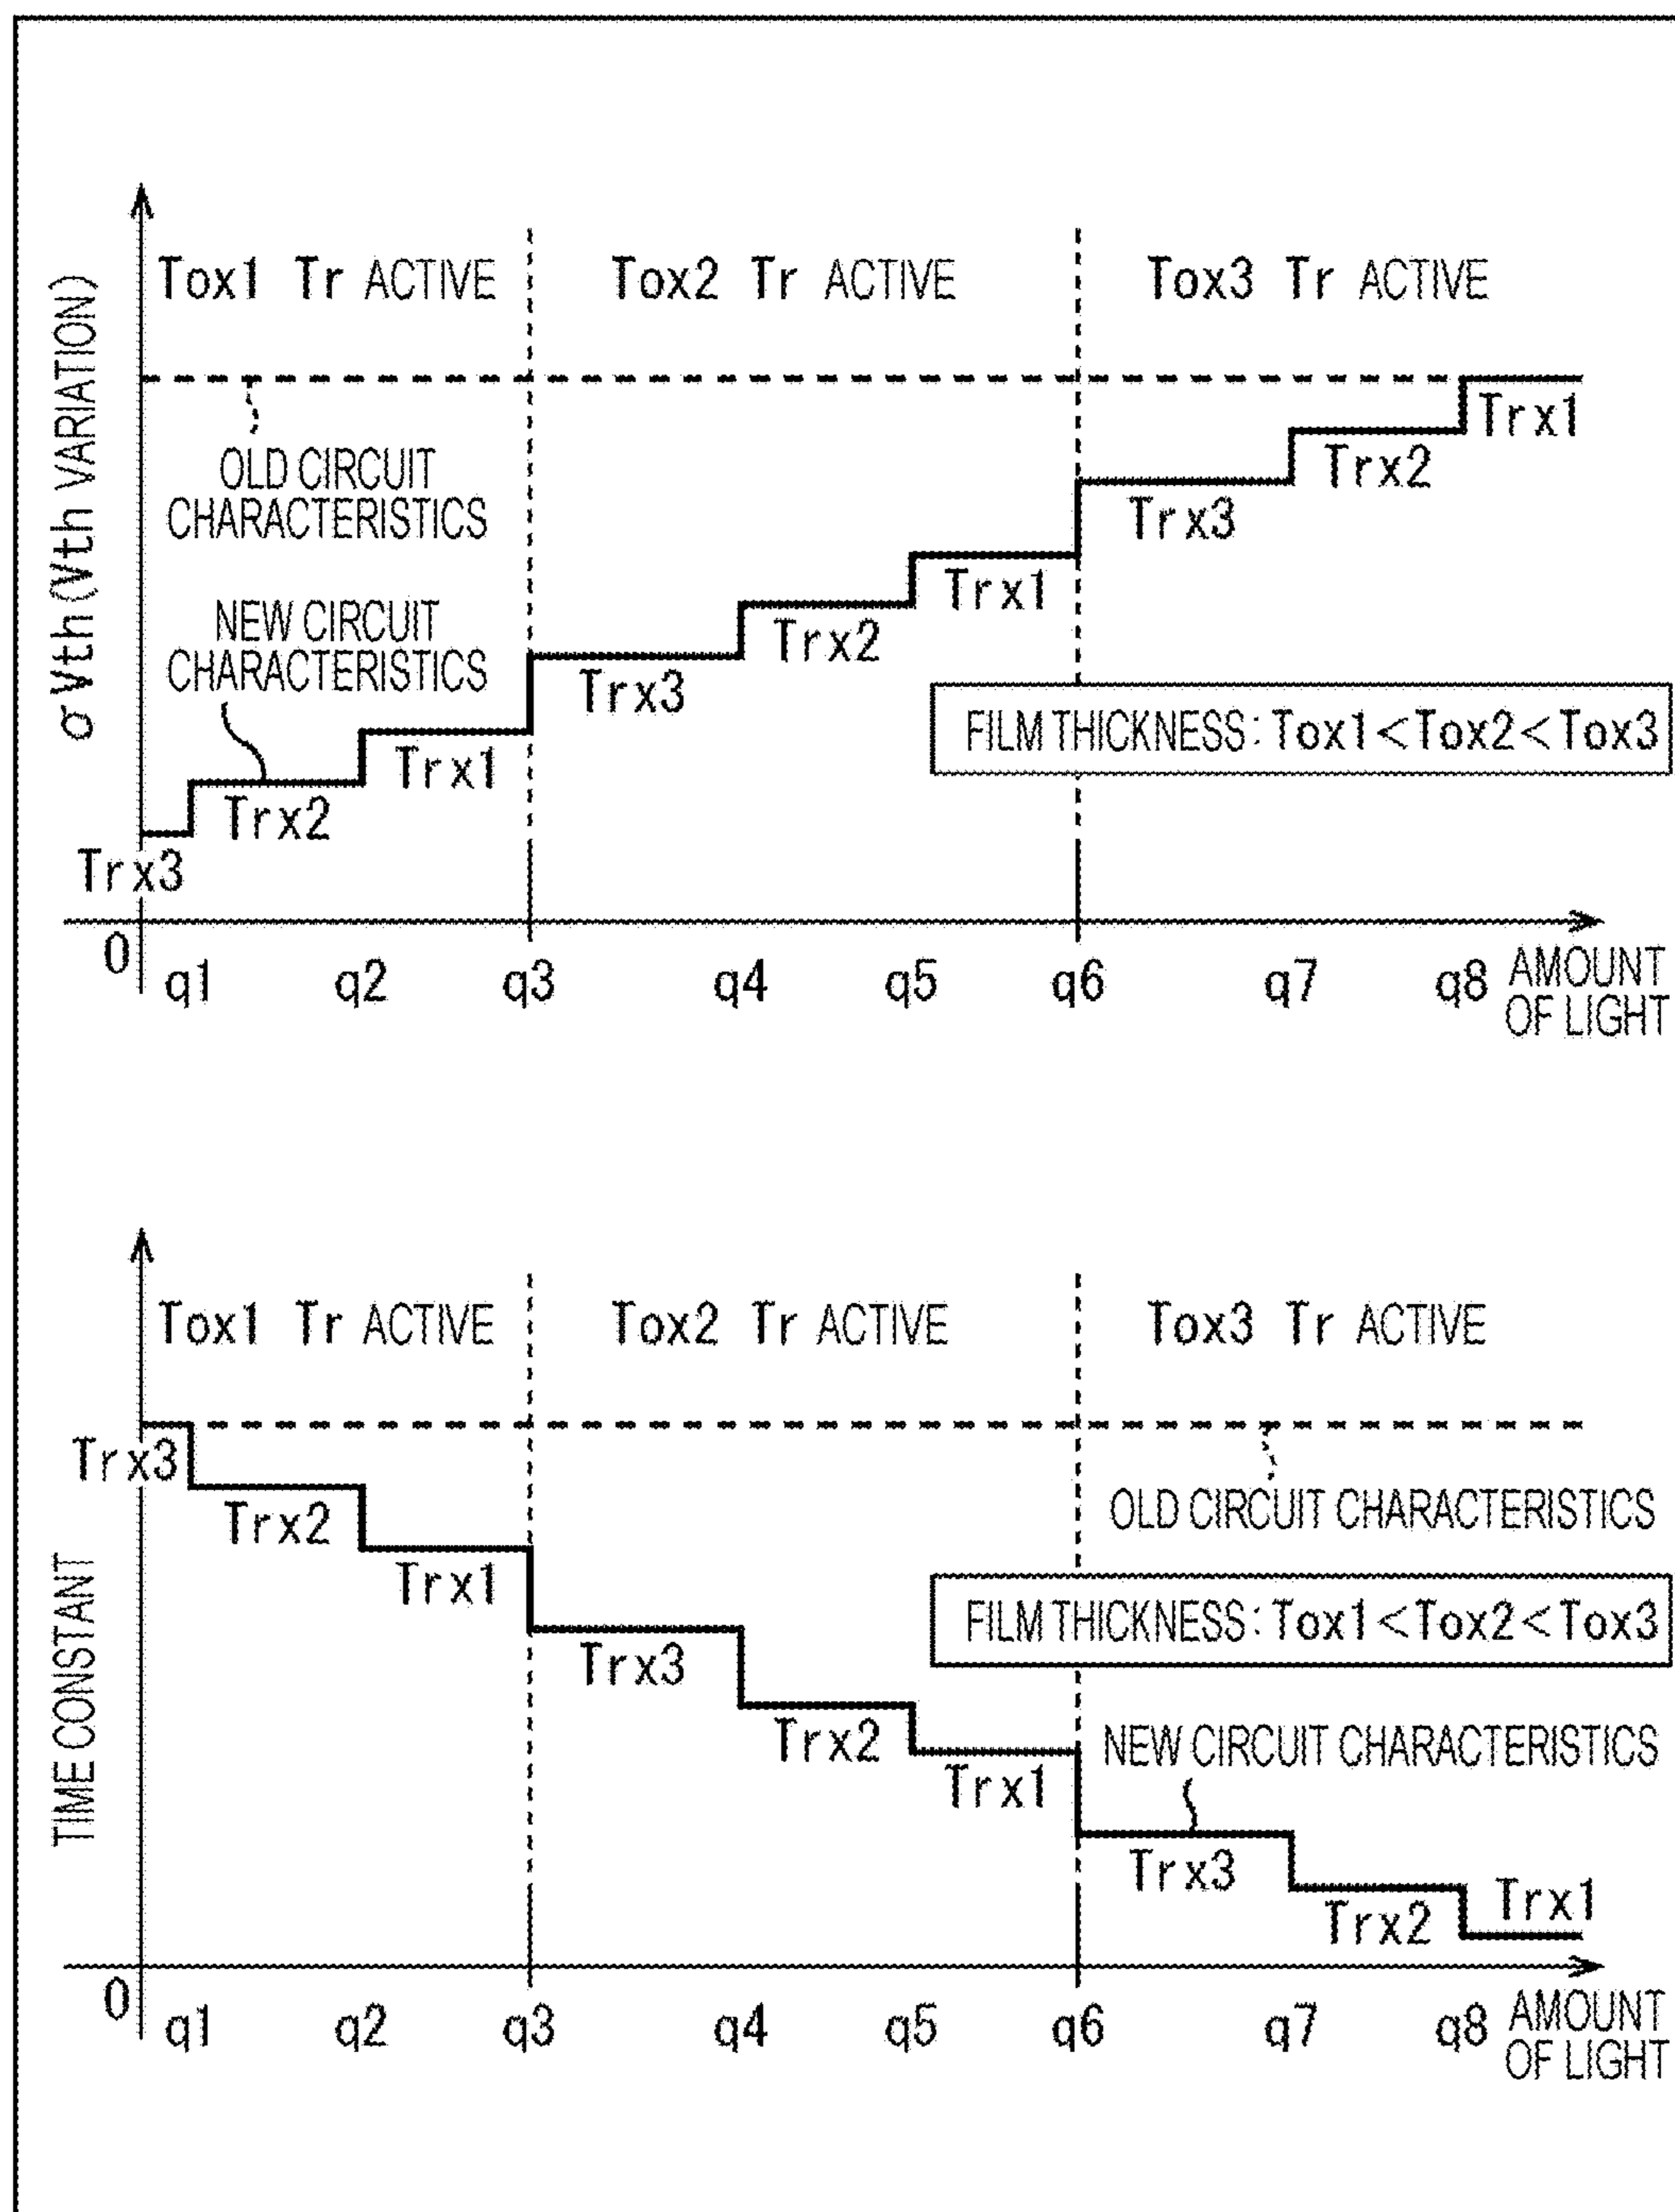 Tox1 Tr ACTIVE
Tox2 Tr ACTIVE
Tox3 Tr ACTIVE
σVth (Vth VARIATION)
OLD CIRCUIT
CHARACTERISTICS
NEW CIRCUIT
CHARACTERISTICS
Trx1
Trx2
Trx3
Trx1
Trx2
Trx3
FILM THICKNESS: Tox1<Tox2<Tox3
Trx1
Trx2
Trx3
0
q1
q2
q3
q4
q5
q6
q7
q8
AMOUNT
OF LIGHT
Tox1 Tr ACTIVE
Tox2 Tr ACTIVE
Tox3 Tr ACTIVE
TIME CONSTANT
Trx3
Trx2
Trx1
OLD CIRCUIT CHARACTERISTICS
FILM THICKNESS: Tox1<Tox2<Tox3
Trx3
Trx2
Trx1
NEW CIRCUIT CHARACTERISTICS
Trx3
Trx2
Trx1
0
q1
q2
q3
q4
q5
q6
q7
q8
AMOUNT
OF LIGHT